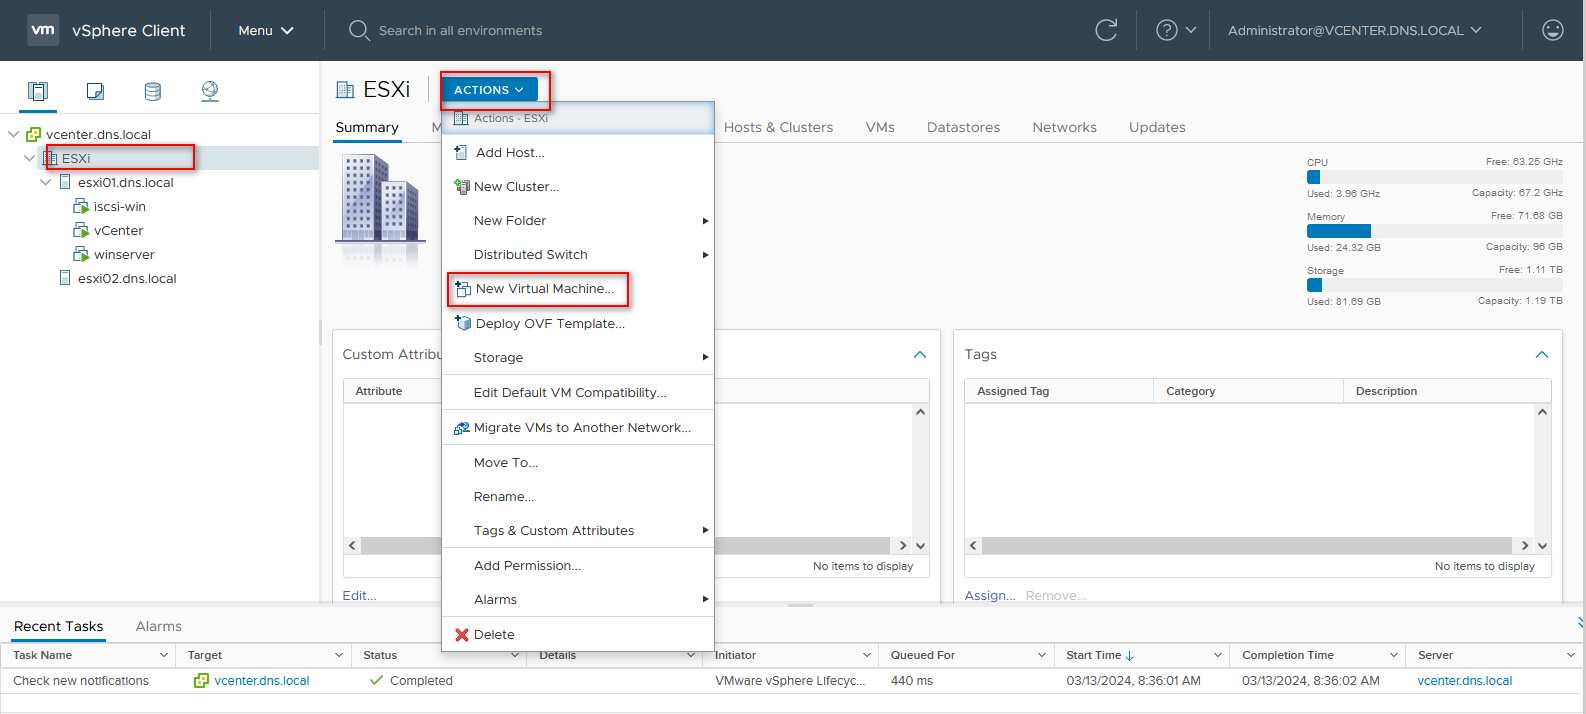 vm vSphere Client Menu Search in all environments Administrator@VCENTER.DNS.LOCAL
vcenter.dns.local
ESXi
esxi01.dns.local
iscsi-win
vCenter
winserver
esxi02.dns.local
ESXi ACTIONS
Summary M Hosts & Clusters VMs Datastores Networks Updates
Actions - ESXi
Add Host...
New Cluster...
New Folder
Distributed Switch
New Virtual Machine...
Deploy OVF Template...
Storage
Edit Default VM Compatibility...
Migrate VMs to Another Network...
Move To...
Rename...
Tags & Custom Attributes
Add Permission...
Alarms
Delete
CPU Free: 63.25 GHz
Used: 3.96 GHz Capacity: 67.2 GHz
Memory Free: 71.68 GB
Used: 24.32 GB Capacity: 96 GB
Storage Free: 1.11 TB
Used: 81.69 GB Capacity: 1.19 TB
Custom Attribu
Attribute
No items to display
Edit...
Tags
Assigned Tag Category Description
No items to display
Assign... Remove...
Recent Tasks Alarms
Task Name Target Status Details Initiator Queued For Start Time Completion Time Server
Check new notifications vcenter.dns.local Completed VMware vSphere Lifecyc... 440 ms 03/13/2024, 8:36:01 AM 03/13/2024, 8:36:02 AM vcenter.dns.local